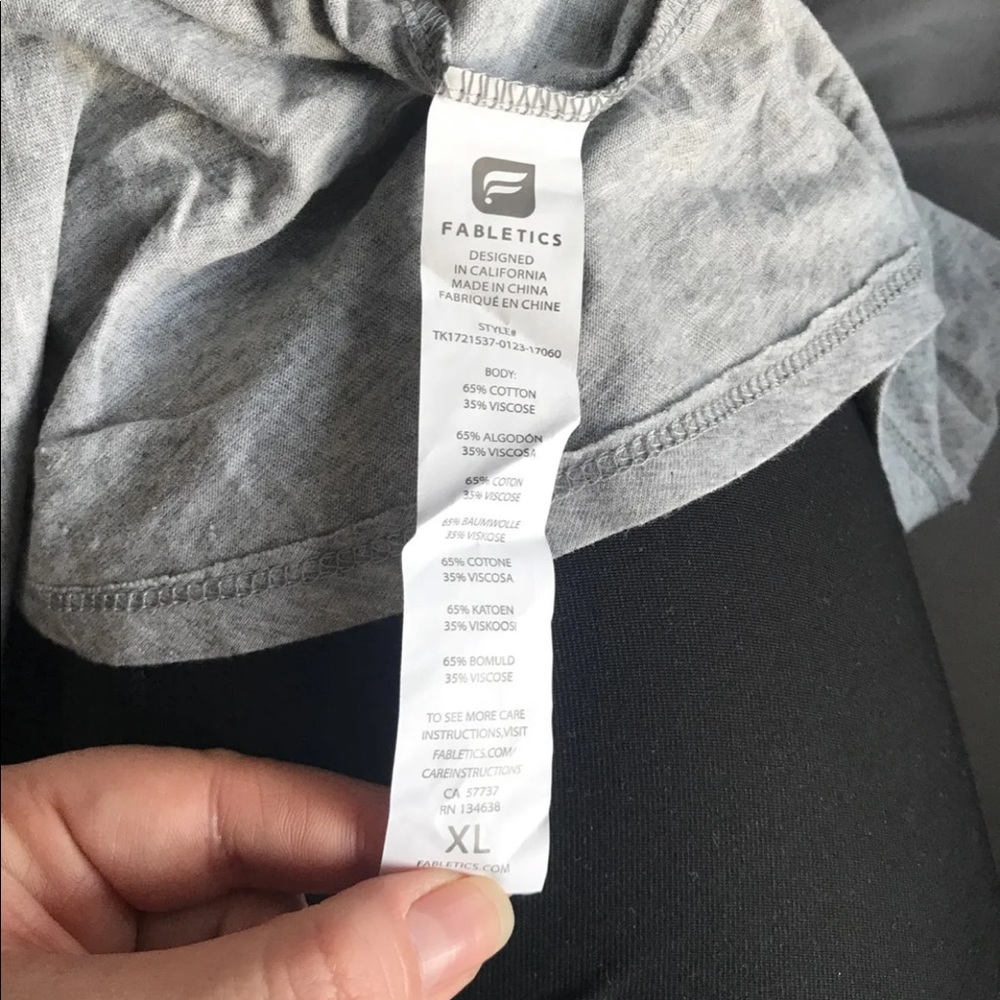 FABLETICS
DESIGNED
IN CALIFORNIA
MADE IN CHINA
FABRIQUÉ EN CHINE
STYLE#
TK1721537-0123-17060
BODY:
65% COTTON
35% VISCOSE
65% ALGODÓN
35% VISCOSA
65% COTON
35% VISCOSE
65% BAUMWOLLE
35% VISKOSE
65% COTONE
35% VISCOSA
65% KATOEN
35% VISKOOS
65% BOMULD
35% VISCOSE
TO SEE MORE CARE
INSTRUCTIONS,VISIT
FABLETICS.COM/
CAREINSTRUCTIONS
CA 57737
RN 134638
XL
FABLETICS.COM